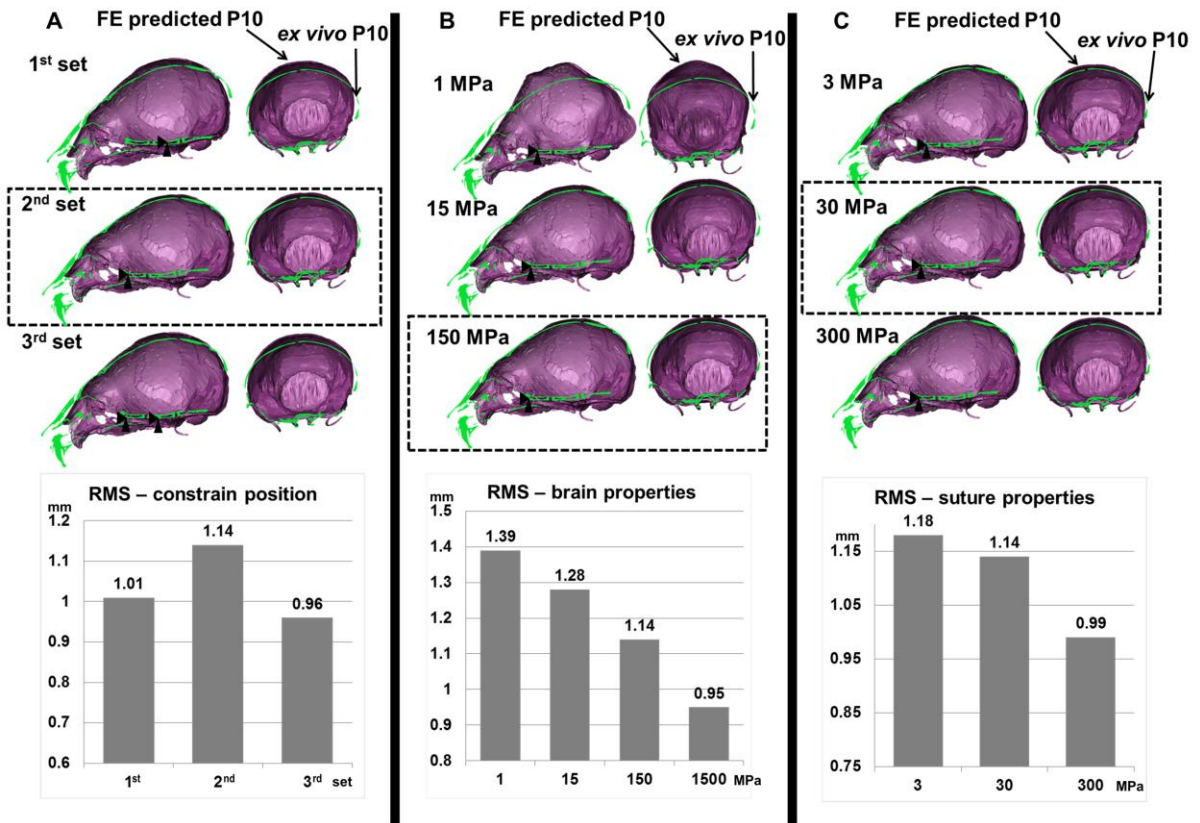 A
FE predicted P10
ex vivo P10
1st set
2nd set
3rd set
RMS – constrain position
mm
1.2
1.1
1
0.9
0.8
0.7
0.6
1.01
1.14
0.96
1st
2nd
3rd set
B
FE predicted P10
ex vivo P10
1 MPa
15 MPa
150 MPa
RMS – brain properties
mm
1.5
1.4
1.3
1.2
1.1
1
0.9
0.8
1.39
1.28
1.14
0.95
1
15
150
1500 MPa
C
FE predicted P10
ex vivo P10
3 MPa
30 MPa
300 MPa
RMS – suture properties
mm
1.15
1.05
0.95
0.85
0.75
1.18
1.14
0.99
3
30
300 MPa